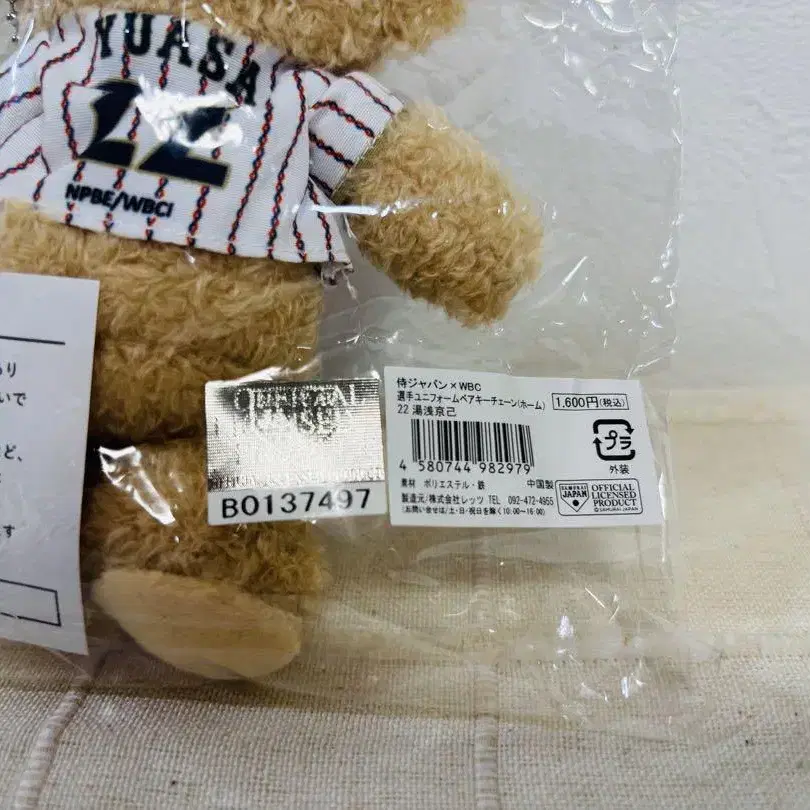 YUASA
22
NPBE/WBCI
OFFICIAL
B0137497
侍ジャパン×WBC
選手ユニフォームベアキーチェーン(ホーム)
22 湯浅京己
1,600円(税込)
4 580744 982979
プラ
外装
素材 ポリエステル・鉄
中国製
製造元/株式会社レッツ TEL 092-472-4955
(お問い合せは/土・日・祝日を除く10:00~16:00)
SAMURAI
JAPAN
OFFICIAL
LICENSED
PRODUCT
©SAMURAI JAPAN